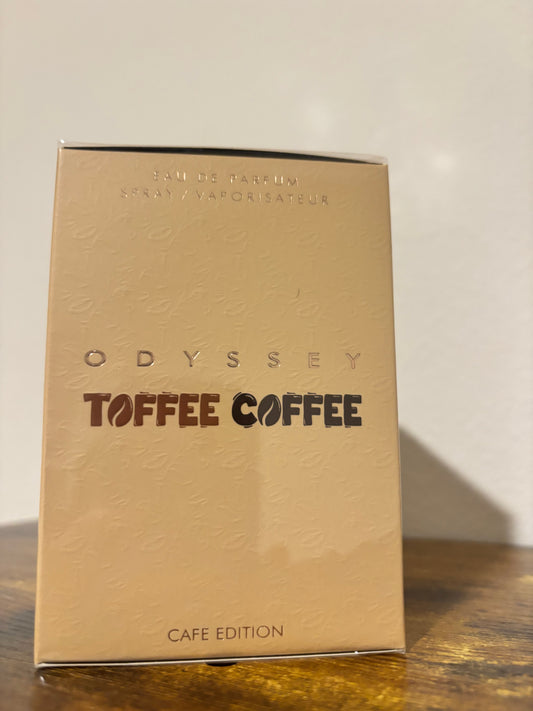 EAU DE PARFUM
SPRAY / VAPORISATEUR
ODYSSEY
TOFFEE COFFEE
CAFE EDITION